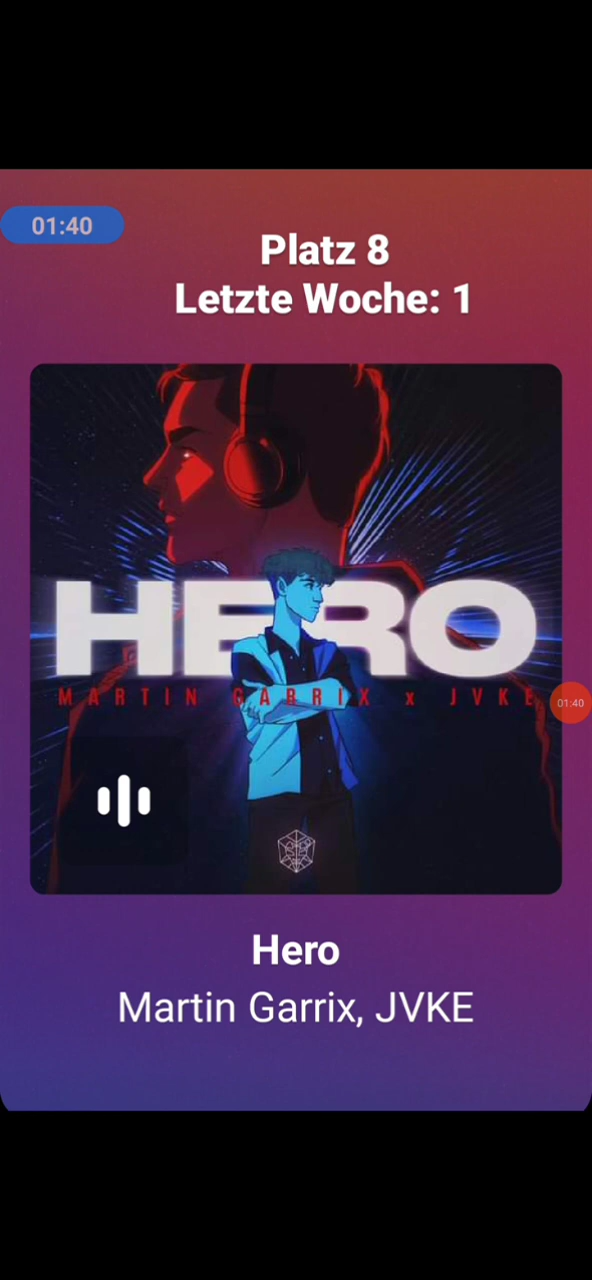 01:40
Platz 8
Letzte Woche: 1
HERO
MARTIN GARRIX x JVKE
01:40
Hero
Martin Garrix, JVKE